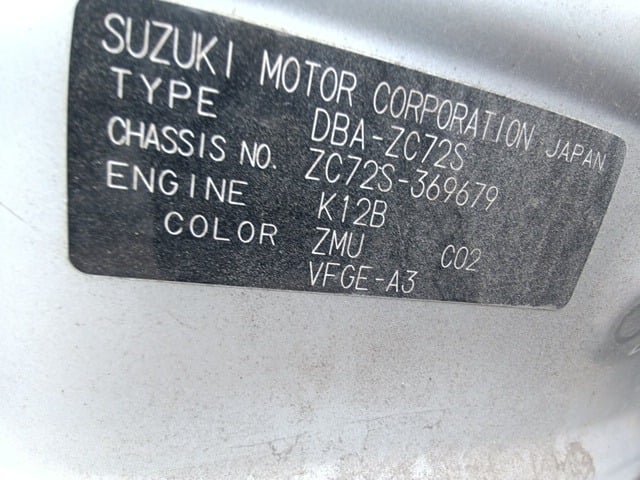 SUZUKI MOTOR CORPORATION JAPAN
TYPE DBA-ZC72S
CHASSIS NO. ZC72S-369679
ENGINE K12B
COLOR ZMU C02
VFGE-A3